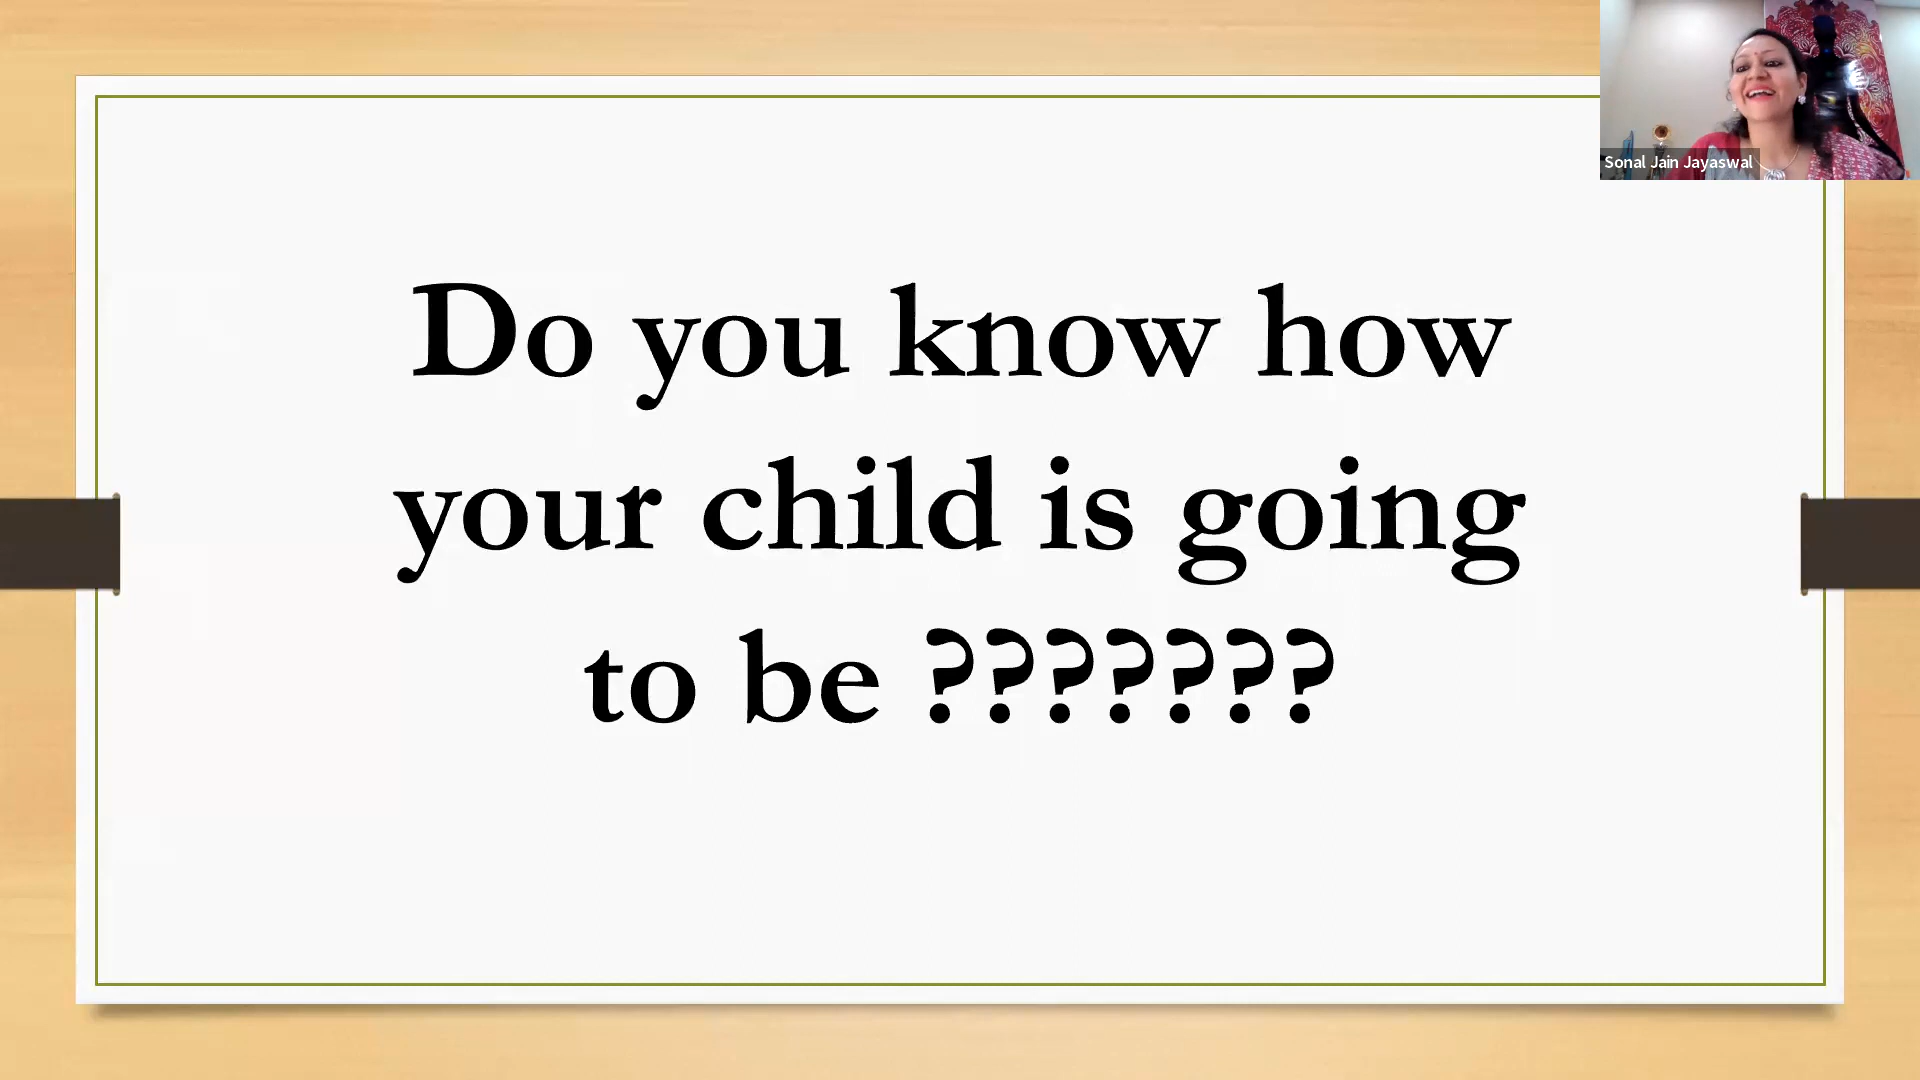 Sonal Jain Jayaswal
Do you know how
your child is going
to be ???????